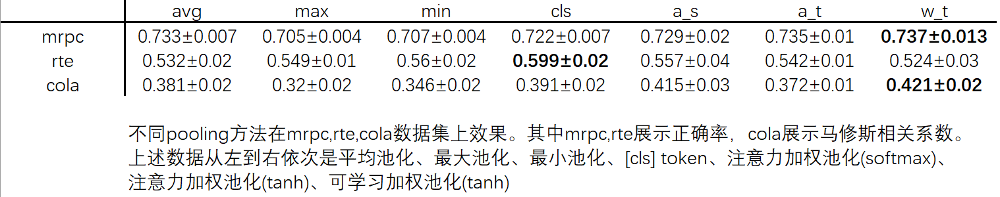 avg max min cls a_s a_t w_t
mrpc 0.733±0.007 0.705±0.004 0.707±0.004 0.722±0.007 0.729±0.02 0.735±0.01 0.737±0.013
rte 0.532±0.02 0.549±0.01 0.56±0.02 0.599±0.02 0.557±0.04 0.542±0.01 0.524±0.03
cola 0.381±0.02 0.32±0.02 0.346±0.02 0.391±0.02 0.415±0.03 0.372±0.01 0.421±0.02
不同pooling方法在mrpc,rte,cola数据集上效果。其中mrpc,rte展示正确率，cola展示马修斯相关系数。
上述数据从左到右依次是平均池化、最大池化、最小池化、[cls] token、注意力加权池化(softmax)、
注意力加权池化(tanh)、可学习加权池化(tanh)